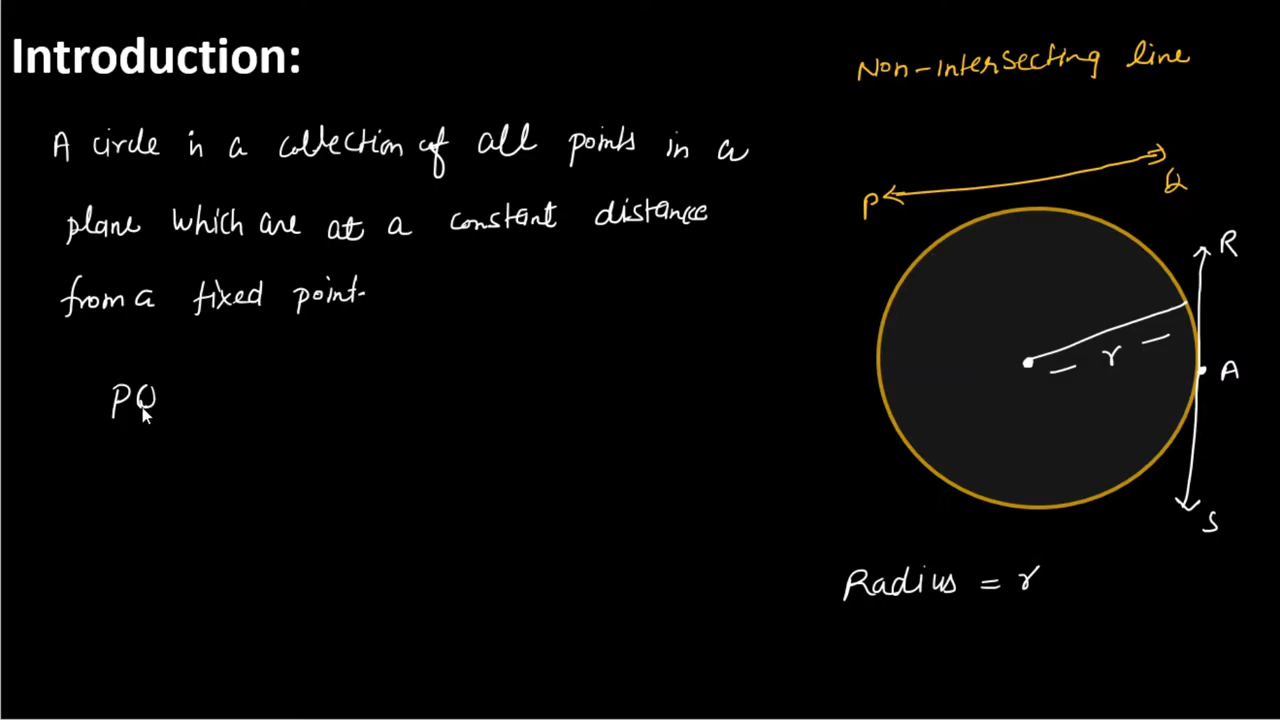 Introduction:
A circle is a collection of all points in a
plane which are at a constant distance
from a fixed point.
PQ
Non-intersecting line
P
Q
R
r
A
S
Radius = r